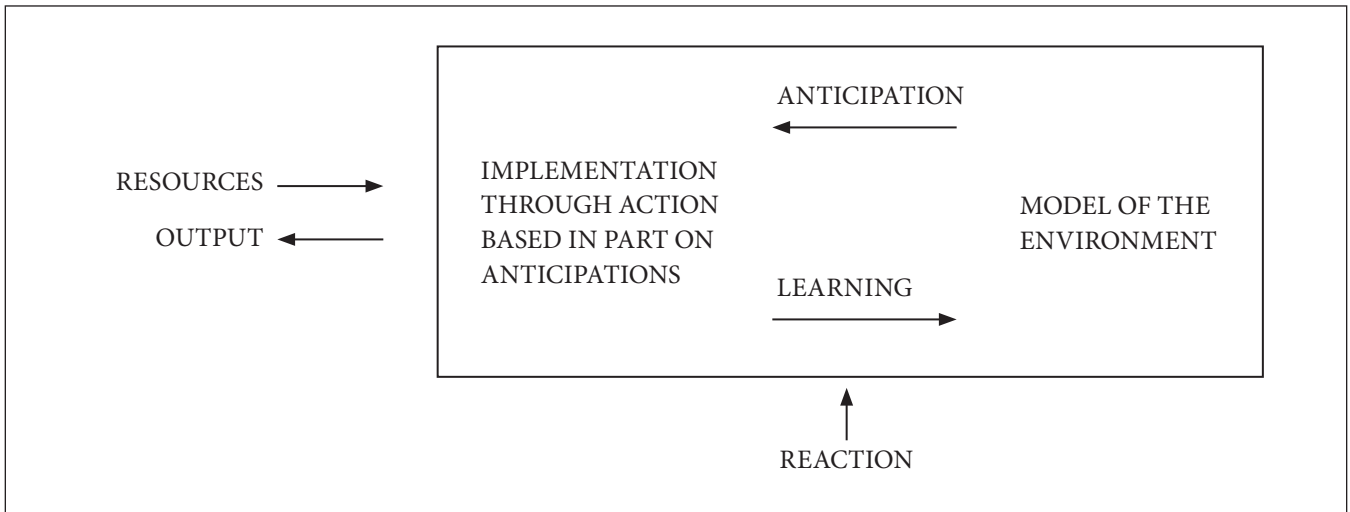 ANTICIPATION
RESOURCES
OUTPUT
IMPLEMENTATION
THROUGH ACTION
BASED IN PART ON
ANTICIPATIONS
MODEL OF THE
ENVIRONMENT
LEARNING
REACTION